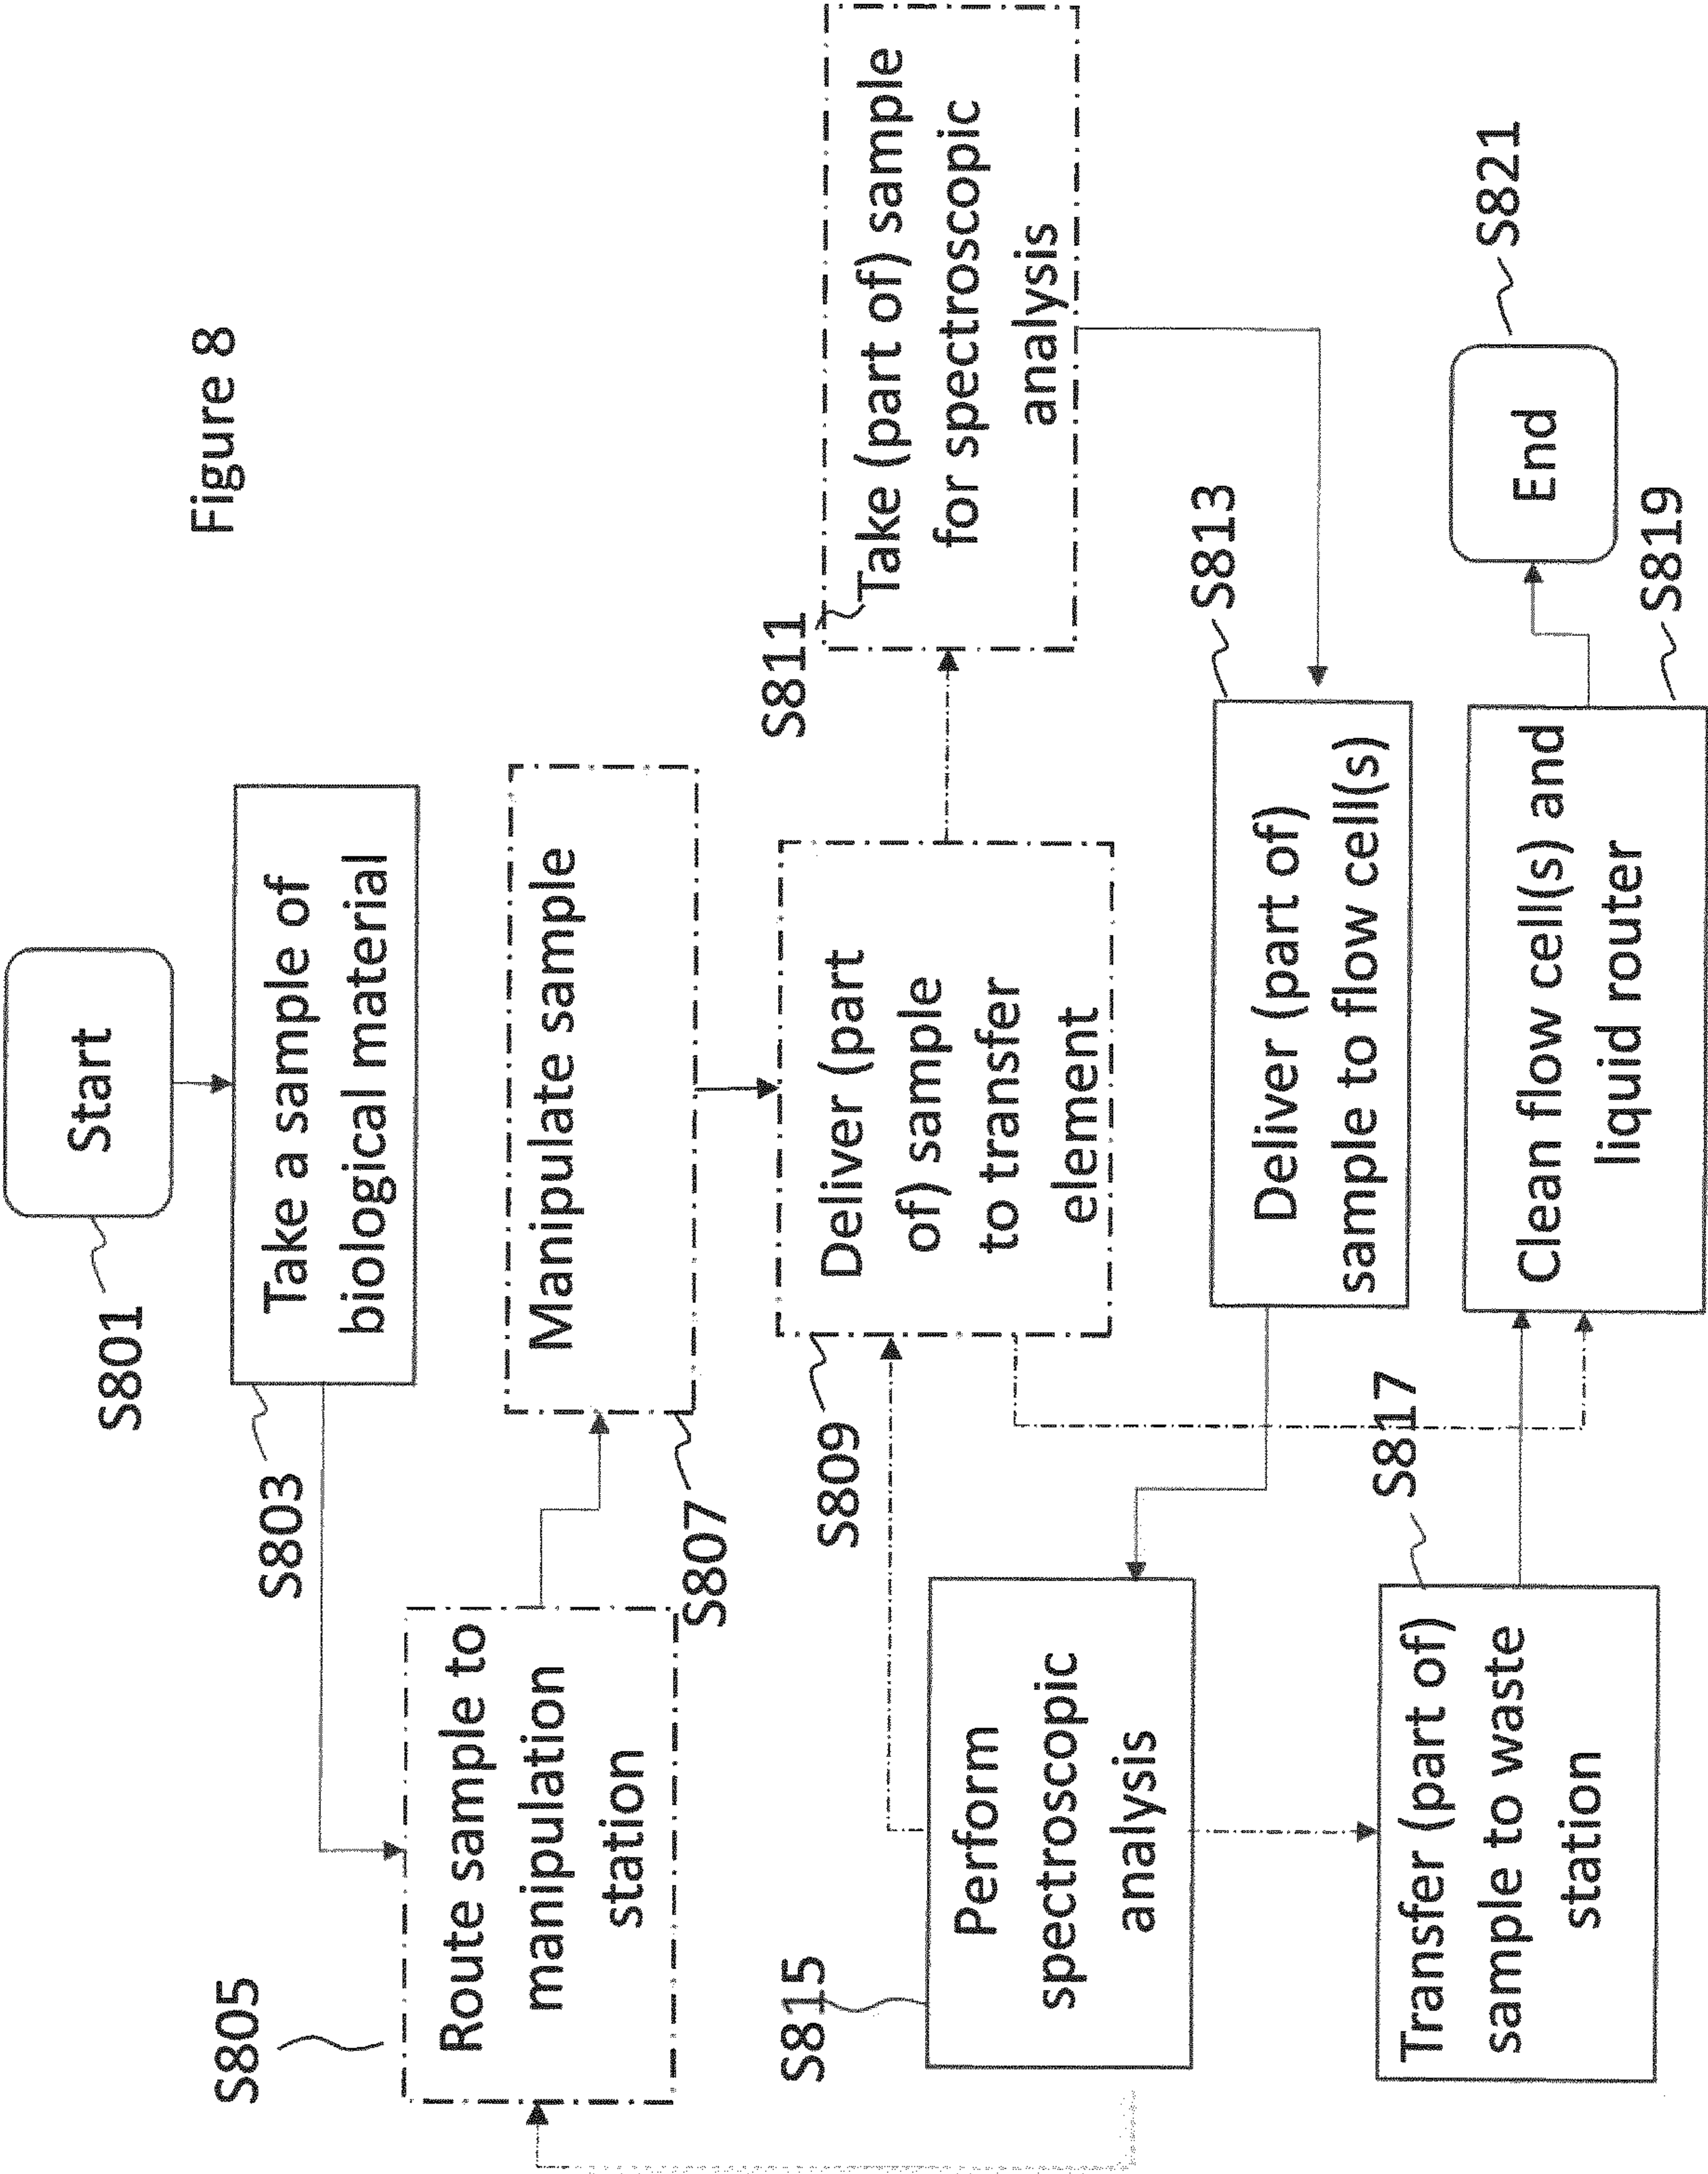 Figure 8
Start
S801
Take a sample of
biological material
S803
Route sample to
manipulation
station
S805
Manipulate sample
S807
Deliver (part
of) sample
to transfer
element
S809
Take (part of) sample
for spectroscopic
analysis
S811
Deliver (part of)
sample to flow cell(s)
S813
Perform
spectroscopic
analysis
S815
Transfer (part of)
sample to waste
station
S817
Clean flow cell(s) and
liquid router
S819
End
S821